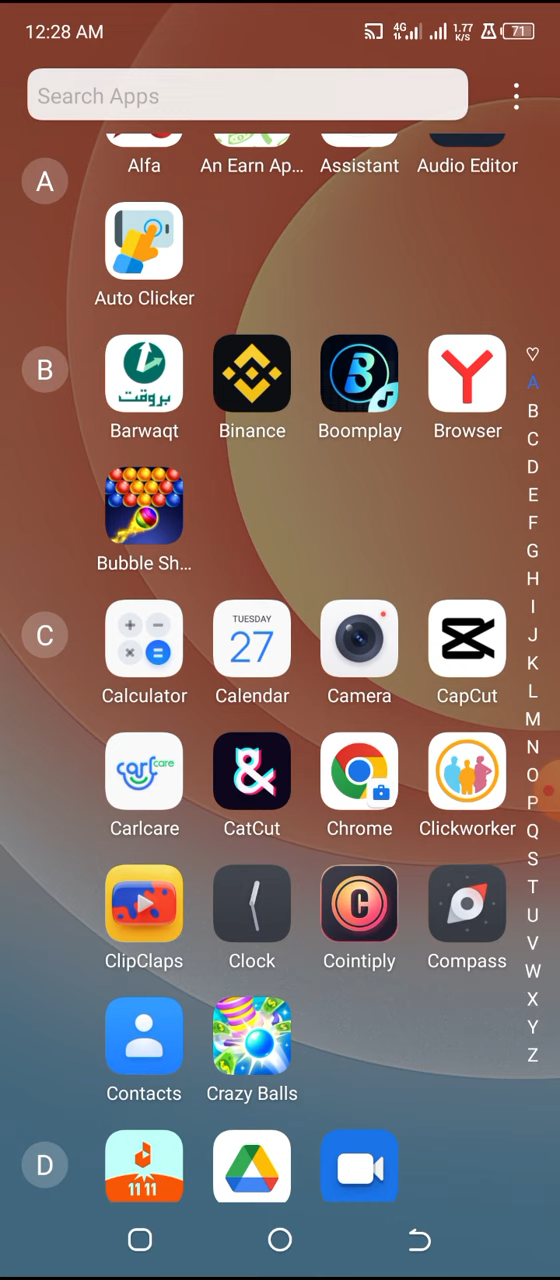 12:28 AM 4G 1.77 K/S 71
Search Apps
A
Alfa An Earn Ap... Assistant Audio Editor
Auto Clicker
B
بروقت
Barwaqt Binance Boomplay Browser
Bubble Sh...
C
TUESDAY
27
Calculator Calendar Camera CapCut
carlcare
Carlcare CatCut Chrome Clickworker
ClipClaps Clock Cointiply Compass
Contacts Crazy Balls
D
11 11
A
B
C
D
E
F
G
H
I
J
K
L
M
N
O
P
Q
S
T
U
V
W
X
Y
Z